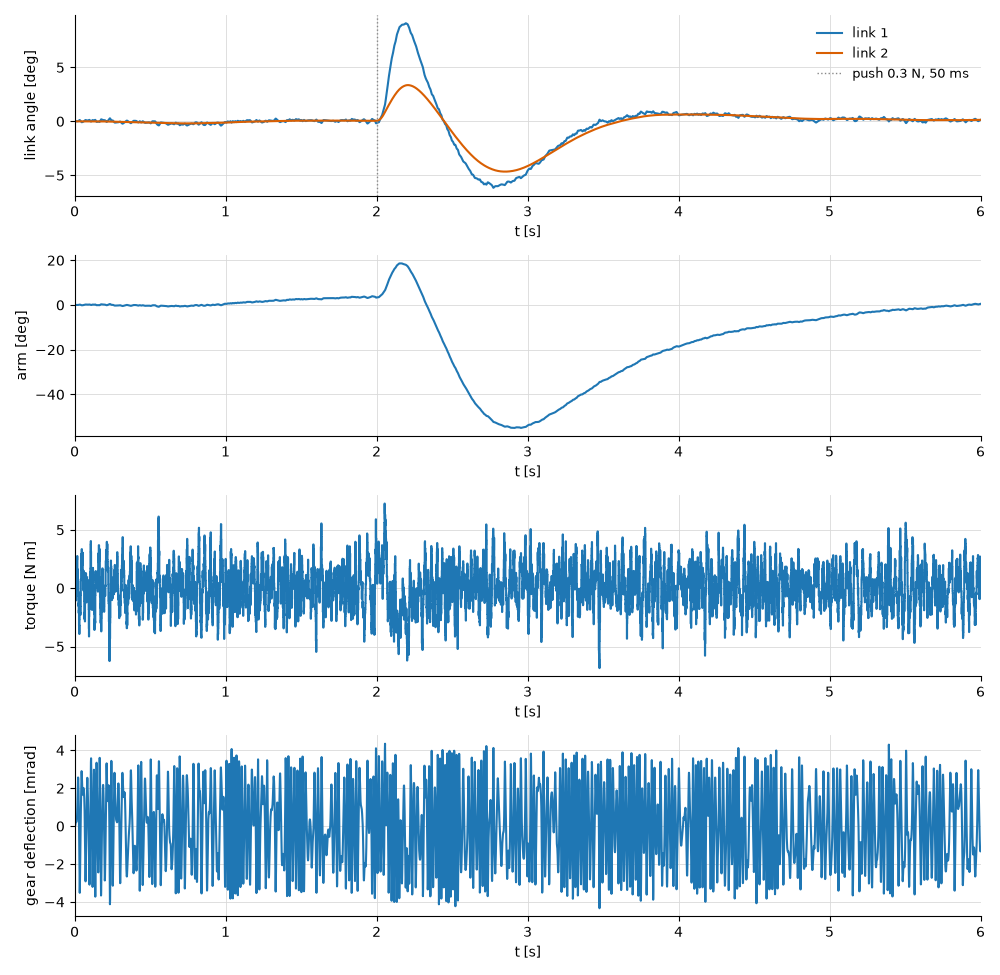 link angle [deg]
5
0
−5
link 1
link 2
push 0.3 N, 50 ms
0 1 2 3 4 5 6
t [s]
arm [deg]
20
0
−20
−40
0 1 2 3 4 5 6
t [s]
torque [N m]
5
0
−5
0 1 2 3 4 5 6
t [s]
gear deflection [mrad]
4
2
0
−2
−4
0 1 2 3 4 5 6
t [s]